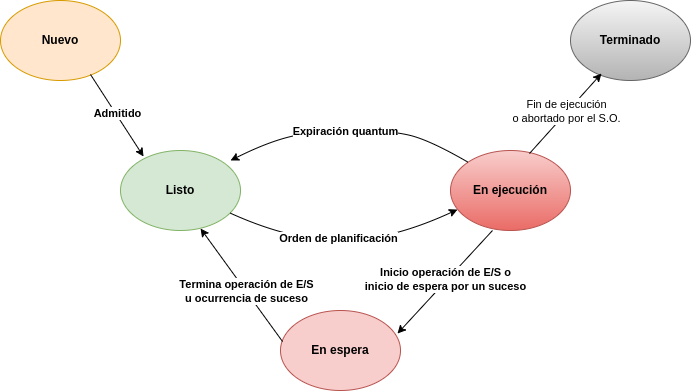 Nuevo
Terminado
Admitido
Fin de ejecución
o abortado por el S.O.
Expiración quantum
Listo
En ejecución
Orden de planificación
Termina operación de E/S
u ocurrencia de suceso
Inicio operación de E/S o
inicio de espera por un suceso
En espera